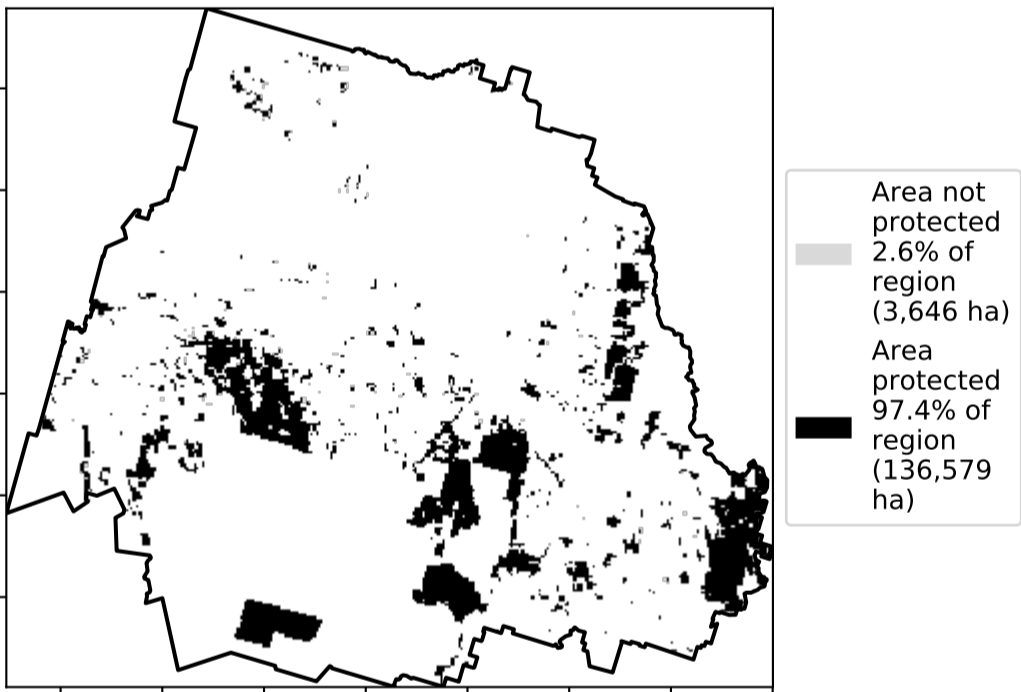 Area not
protected
2.6% of
region
(3,646 ha)
Area
protected
97.4% of
region
(136,579
ha)